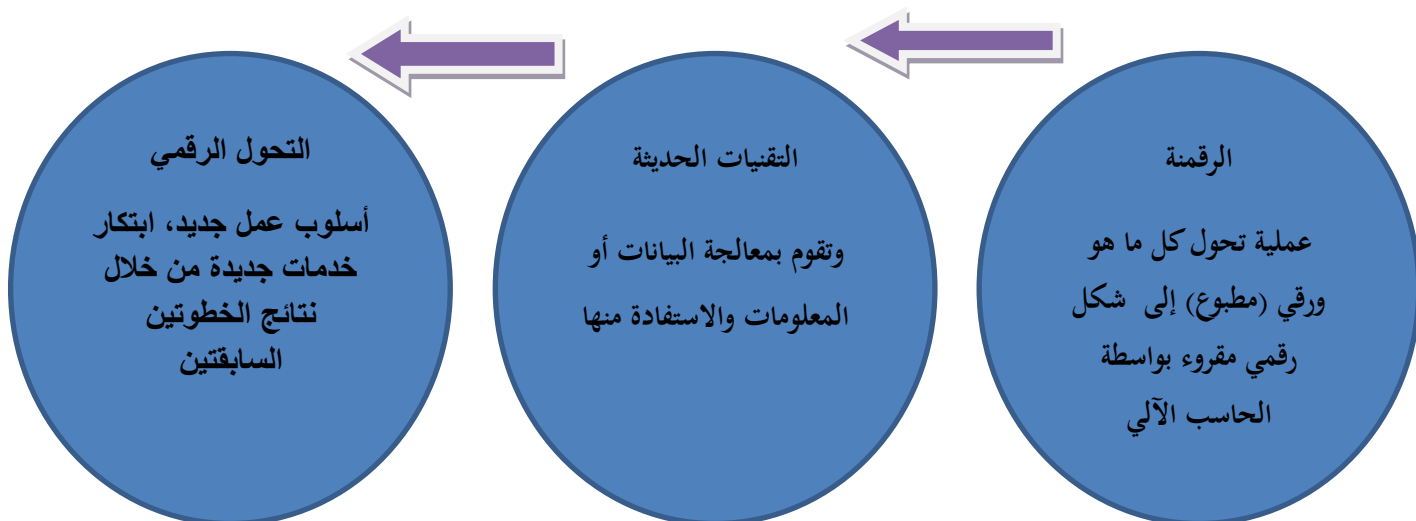 الرقمنة
عملية تحول كل ما هو
ورقي (مطبوع) إلى شكل
رقمي مقروء بواسطة
الحاسب الآلي
التقنيات الحديثة
وتقوم بمعالجة البيانات أو
المعلومات والاستفادة منها
التحول الرقمي
أسلوب عمل جديد، ابتكار
خدمات جديدة من خلال
نتائج الخطوتين
السابقتين